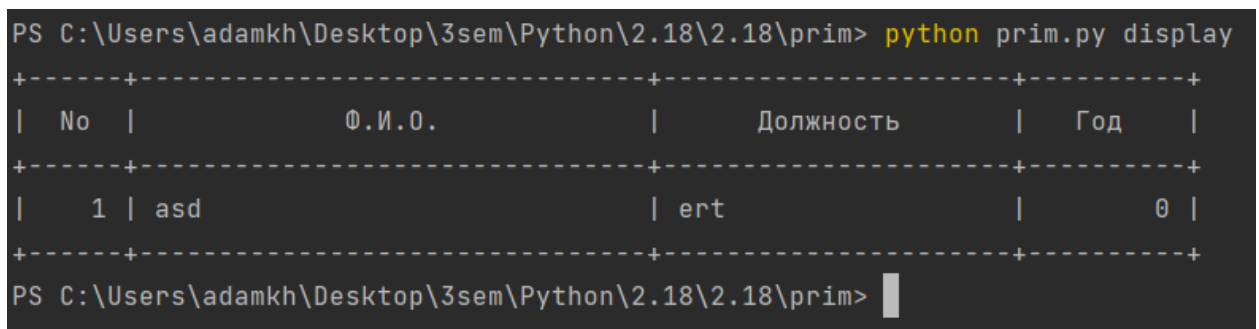 PS C:\Users\adamkh\Desktop\3sem\Python\2.18\2.18\prim> python prim.py display
+------+--------------------------------+----------------------+----------+
|  No  |             Ф.И.О.             |      Должность       |   Год    |
+------+--------------------------------+----------------------+----------+
|    1 | asd                            | ert                  |        0 |
+------+--------------------------------+----------------------+----------+
PS C:\Users\adamkh\Desktop\3sem\Python\2.18\2.18\prim>